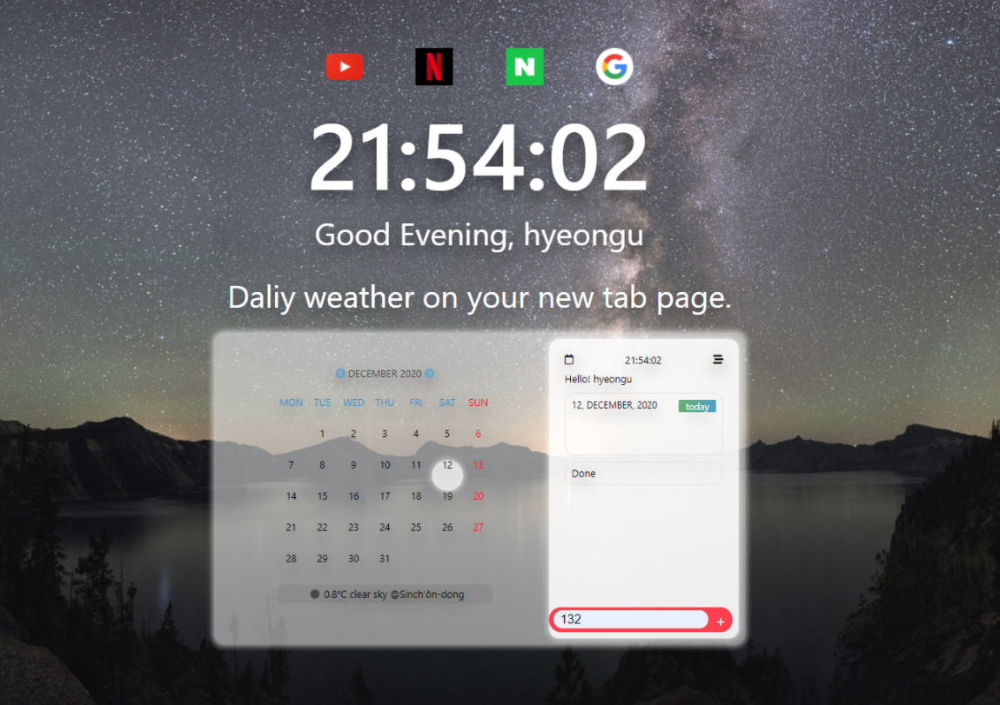 N
N
G
21:54:02
Good Evening, hyeongu
Daliy weather on your new tab page.
DECEMBER 2020
MON TUE WED THU FRI SAT SUN
1 2 3 4 5 6
7 8 9 10 11 12 13
14 15 16 17 18 19 20
21 22 23 24 25 26 27
28 29 30 31
0.8°C clear sky @Sinch'ŏn-dong
21:54:02
Hello! hyeongu
12, DECEMBER, 2020 today
Done
132 +